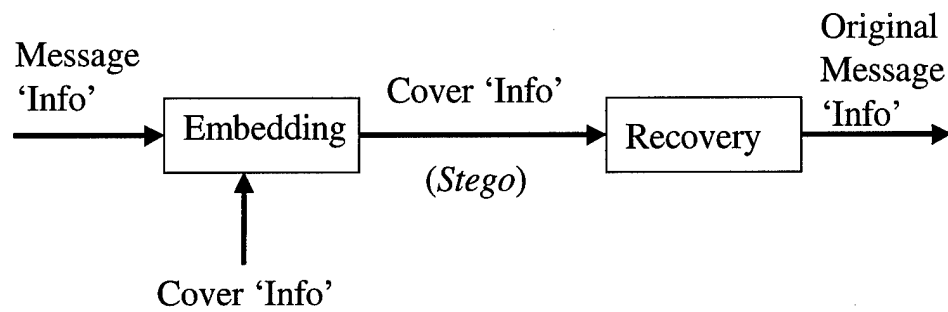 Message
‘Info’
Embedding
Cover ‘Info’
Cover ‘Info’
(Stego)
Recovery
Original
Message
‘Info’